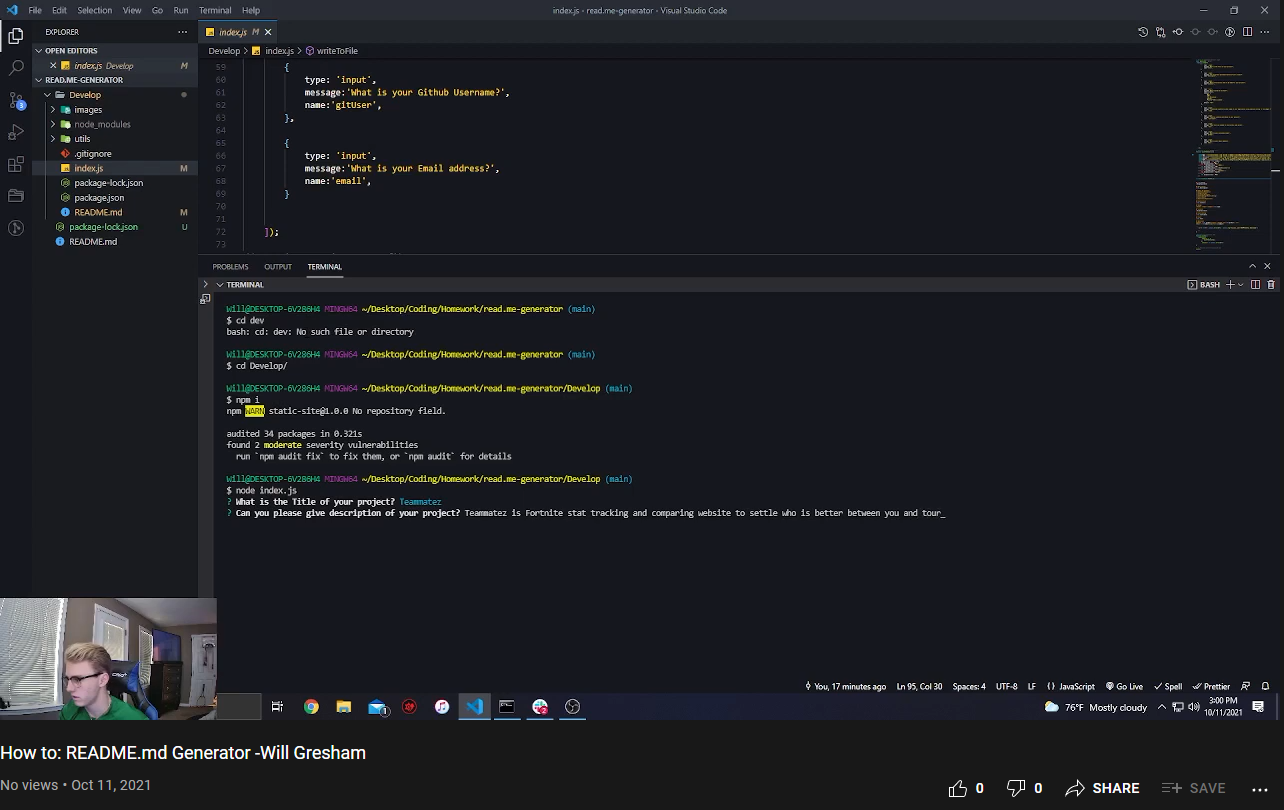 File Edit Selection View Go Run Terminal Help
index.js - read.me-generator - Visual Studio Code
EXPLORER
OPEN EDITORS
index.js Develop M
READ.ME-GENERATOR
Develop
images
node_modules
utils
.gitignore
index.js M
package-lock.json
package.json
README.md M
package-lock.json U
README.md
3
index.js M
Develop > index.js > writeToFile
59 {
60 type: 'input',
61 message:'What is your Github Username?',
62 name:'gitUser',
63 },
64
65 {
66 type: 'input',
67 message:'What is your Email address?',
68 name:'email',
69 }
70
71
72 ]);
73
PROBLEMS OUTPUT TERMINAL
TERMINAL
BASH
Will@DESKTOP-6V286H4 MINGW64 ~/Desktop/Coding/Homework/read.me-generator (main)
$ cd dev
bash: cd: dev: No such file or directory
Will@DESKTOP-6V286H4 MINGW64 ~/Desktop/Coding/Homework/read.me-generator (main)
$ cd Develop/
Will@DESKTOP-6V286H4 MINGW64 ~/Desktop/Coding/Homework/read.me-generator/Develop (main)
$ npm i
npm WARN static-site@1.0.0 No repository field.
audited 34 packages in 0.321s
found 2 moderate severity vulnerabilities
run `npm audit fix` to fix them, or `npm audit` for details
Will@DESKTOP-6V286H4 MINGW64 ~/Desktop/Coding/Homework/read.me-generator/Develop (main)
$ node index.js
? What is the Title of your project? Teammatez
? Can you please give description of your project? Teammatez is Fortnite stat tracking and comparing website to settle who is better between you and tour_
You, 17 minutes ago Ln 95, Col 30 Spaces: 4 UTF-8 LF {} JavaScript Go Live Spell Prettier
76°F Mostly cloudy
3:00 PM
10/11/2021
How to: README.md Generator -Will Gresham
No views • Oct 11, 2021
0 0 SHARE SAVE